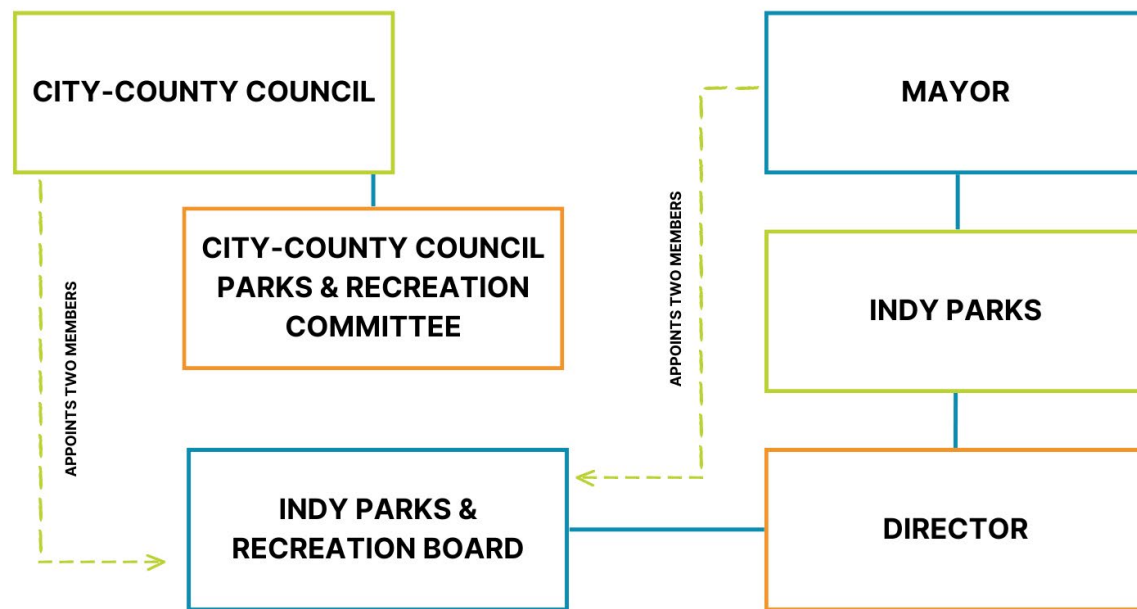 CITY-COUNTY COUNCIL
MAYOR
APPOINTS TWO MEMBERS
CITY-COUNTY COUNCIL
PARKS & RECREATION
COMMITTEE
APPOINTS TWO MEMBERS
INDY PARKS
INDY PARKS &
RECREATION BOARD
DIRECTOR